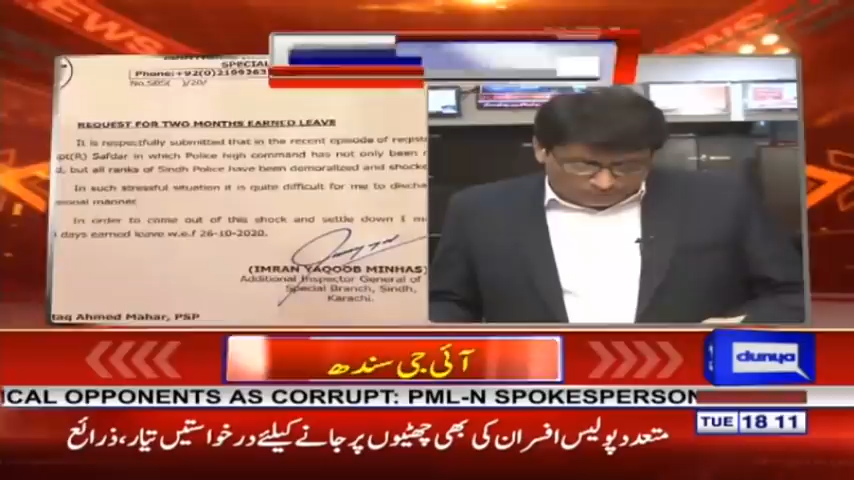 SPECIAL
Phone:+92(0)2199263
No.SBS( )/20/
REQUEST FOR TWO MONTHS EARNED LEAVE
It is respectfully submitted that in the recent episode of
Safdar in which Police high command has not only been
but all ranks of Sindh Police have been demoralized and
In such stressful situation it is quite difficult for me to
manner.
In order to come out of this shock and settle down I
days earned leave w.e.f 26-10-2020.
(IMRAN YAQOOB MINHAS)
Additional Inspector General of
Special Branch, Sindh,
Karachi.
Ahmed Mahar, PSP
NEWS
آئی جی سندھ
dunya
ICAL OPPONENTS AS CORRUPT: PML-N SPOKESPERSON
TUE 18 11
متعدد پولیس افسران کی بھی چھٹیوں پر جانے کیلئے درخواستیں تیار، ذرائع